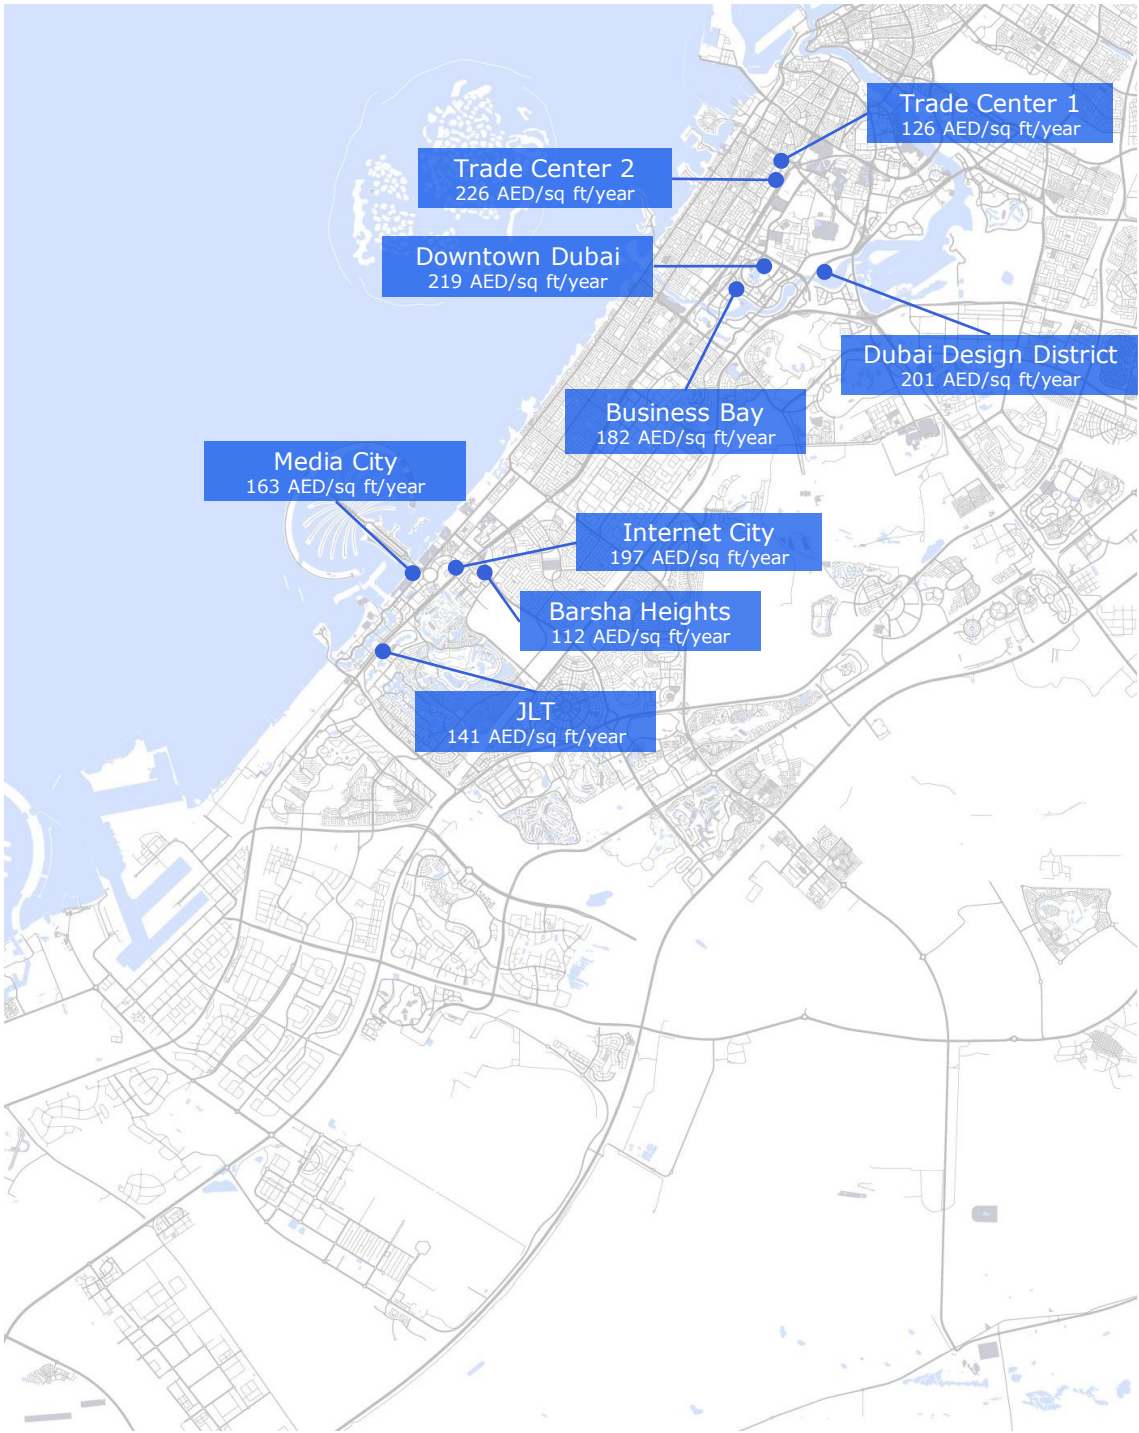 Trade Center 1
126 AED/sq ft/year
Trade Center 2
226 AED/sq ft/year
Downtown Dubai
219 AED/sq ft/year
Dubai Design District
201 AED/sq ft/year
Business Bay
182 AED/sq ft/year
Media City
163 AED/sq ft/year
Internet City
197 AED/sq ft/year
Barsha Heights
112 AED/sq ft/year
JLT
141 AED/sq ft/year